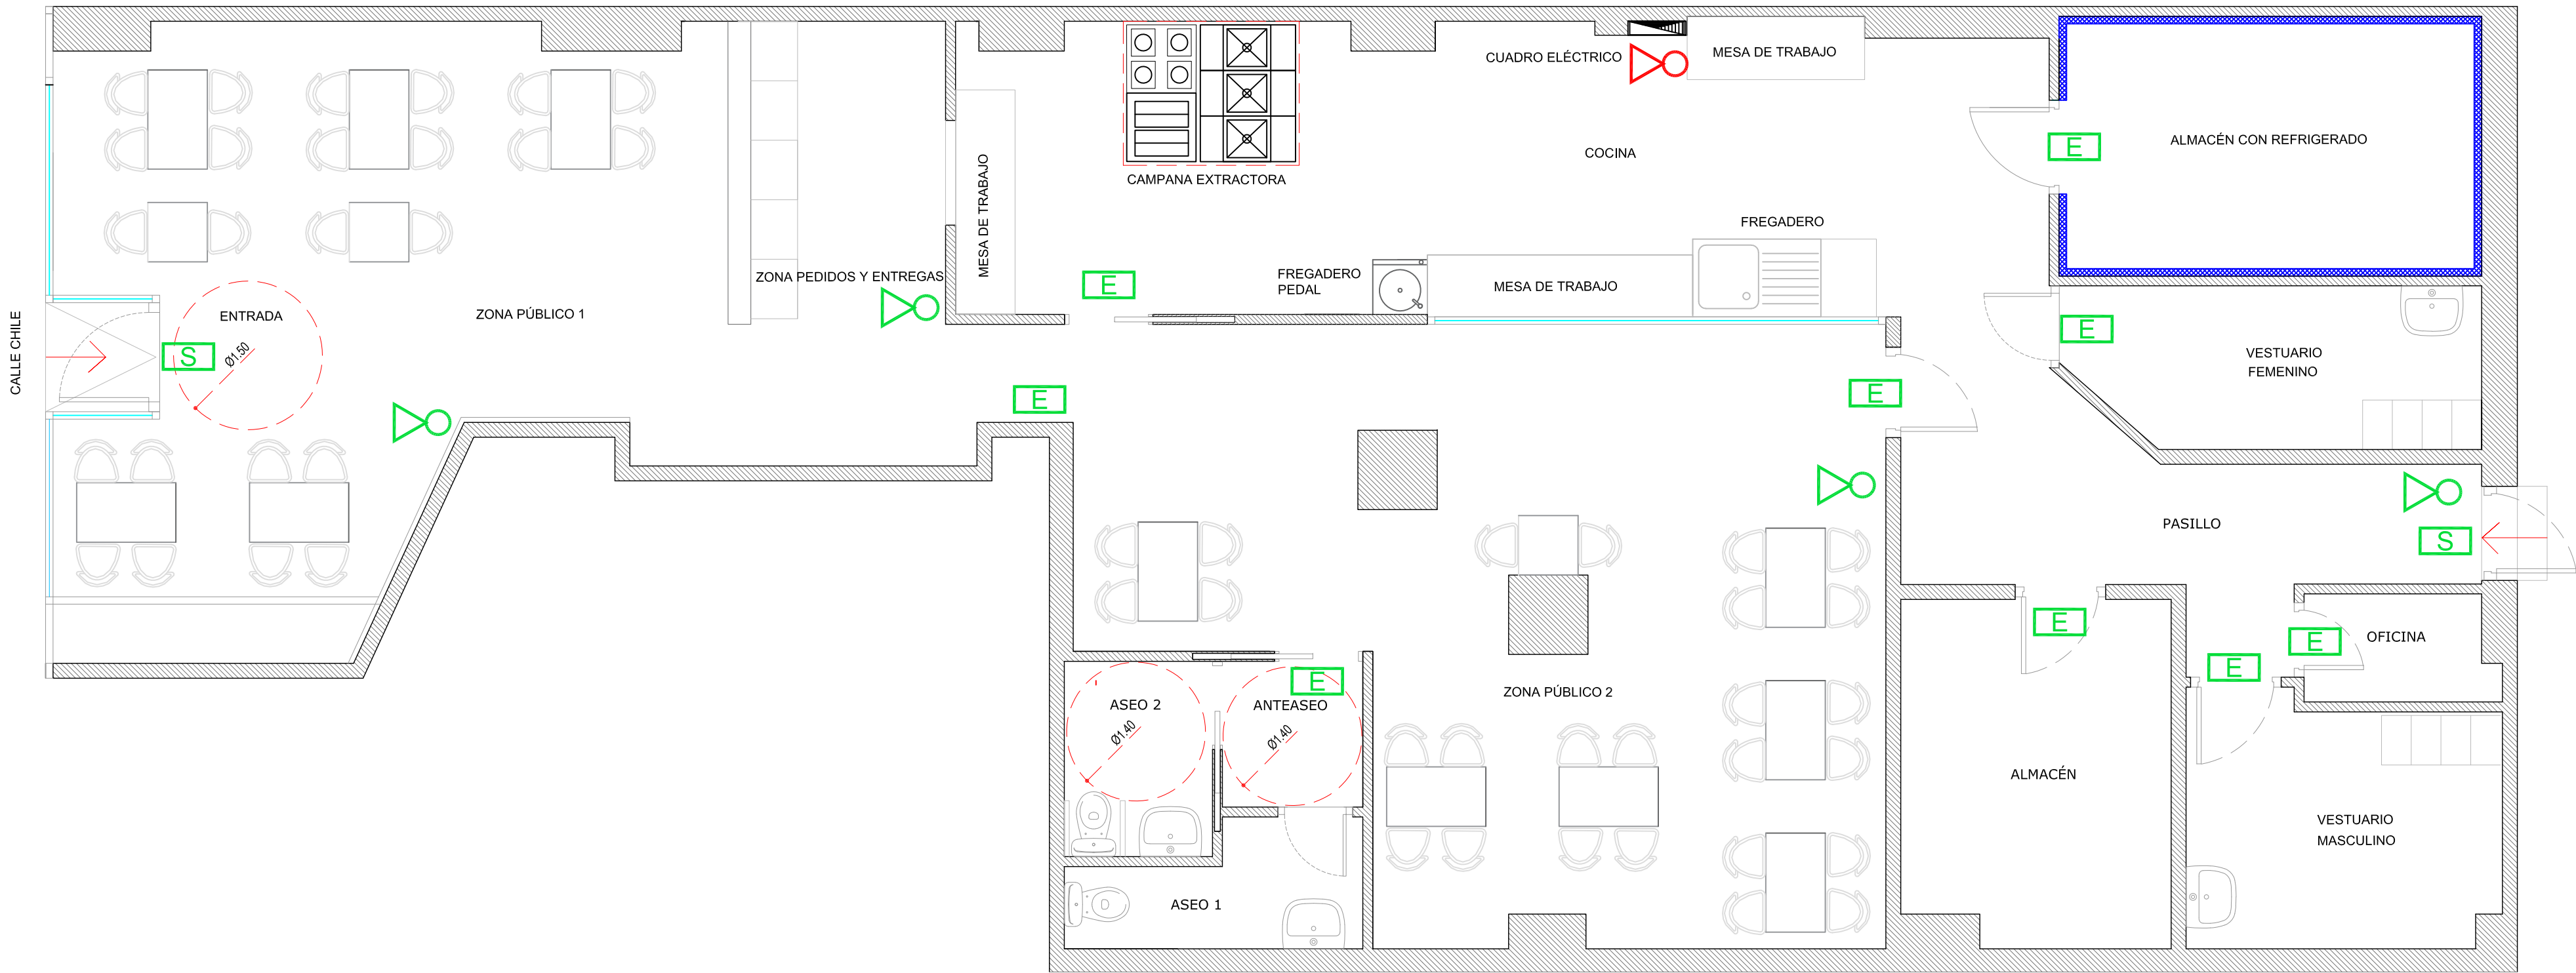 CUADRO ELÉCTRICO
MESA DE TRABAJO
ALMACÉN CON REFRIGERADO
E
COCINA
CAMPANA EXTRACTORA
MESA DE TRABAJO
FREGADERO
ZONA PEDIDOS Y ENTREGAS
E
FREGADERO
PEDAL
MESA DE TRABAJO
CALLE CHILE
ENTRADA
S
Ø1.50
ZONA PÚBLICO 1
E
VESTUARIO
FEMENINO
E
E
PASILLO
S
E
E
OFICINA
E
E
ASEO 2
Ø1.40
ANTEASEO
Ø1.40
ZONA PÚBLICO 2
ALMACÉN
VESTUARIO
MASCULINO
ASEO 1